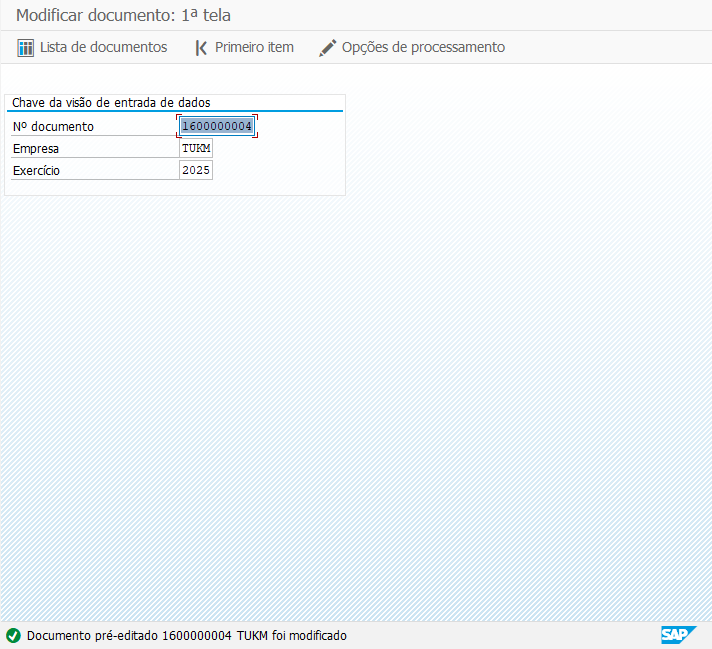 Modificar documento: 1ª tela
Lista de documentos Primeiro item Opções de processamento
Chave da visão de entrada de dados
Nº documento 1600000004
Empresa TUKM
Exercício 2025
Documento pré-editado 1600000004 TUKM foi modificado SAP